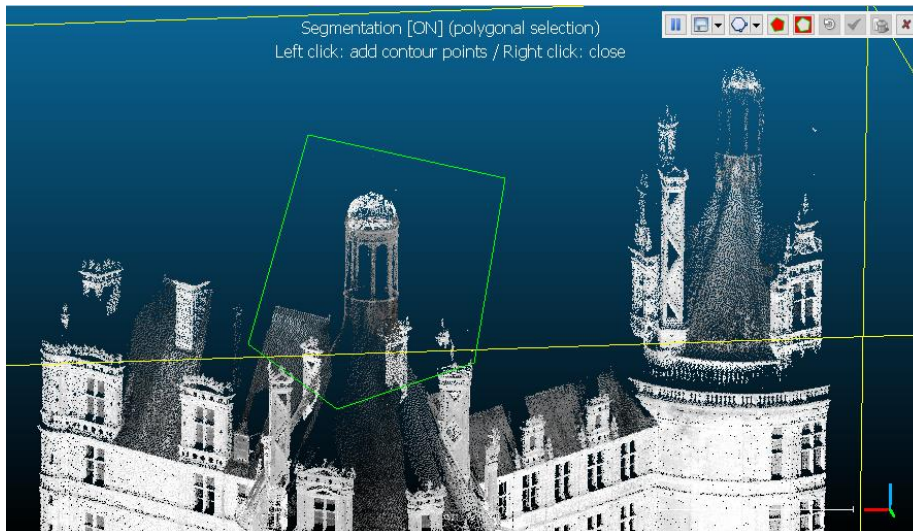 Segmentation [ON] (polygonal selection)
Left click: add contour points / Right click: close